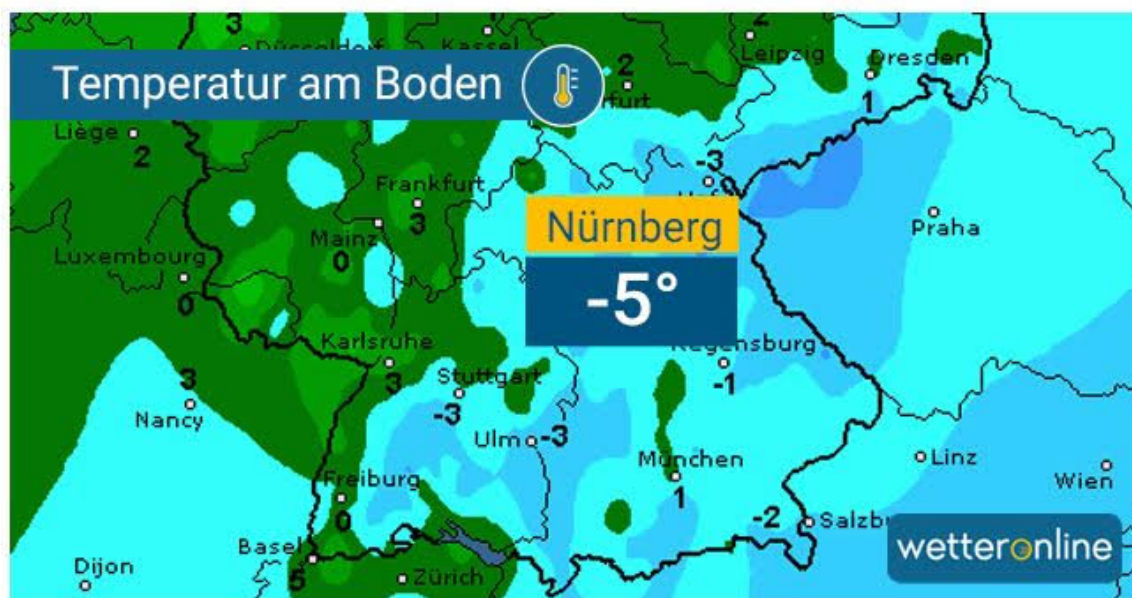 3
Kassel
2
Leipzig
Dresden
1
Temperatur am Boden
2
Liège
2
Frankfurt
3
-3
Mainz
0
Nürnberg
-5°
Praha
Luxembourg
0
Karlsruhe
3
Stuttgart
-3
Regensburg
-1
3
Nancy
Ulm
-3
München
1
Freiburg
0
Linz
Wien
-2
Basel
5
Zürich
Dijon
wetteronline